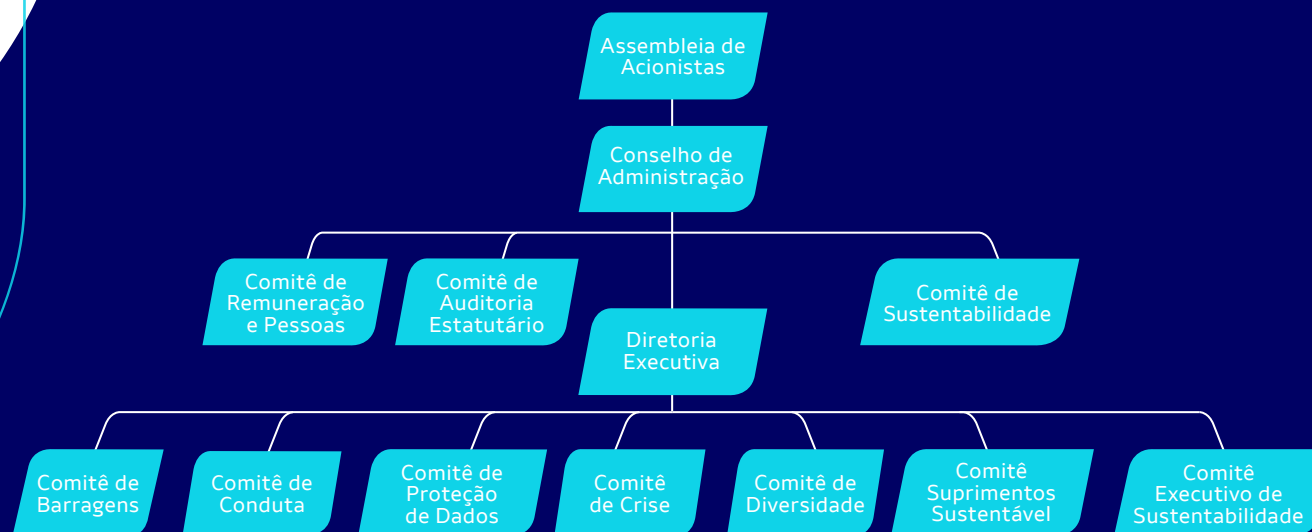 Assembleia de
Acionistas
Conselho de
Administração
Comitê de
Remuneração
e Pessoas
Comitê de
Auditoria
Estatutário
Comitê de
Sustentabilidade
Diretoria
Executiva
Comitê de
Barragens
Comitê de
Conduta
Comitê de
Proteção
de Dados
Comitê
de Crise
Comitê de
Diversidade
Comitê
Suprimentos
Sustentável
Comitê
Executivo de
Sustentabilidade